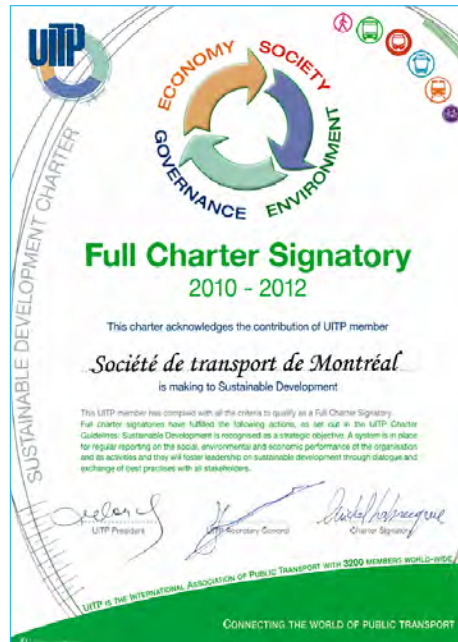 UITP
ECONOMY SOCIETY
GOVERNANCE ENVIRONMENT
SUSTAINABLE DEVELOPMENT CHARTER
Full Charter Signatory
2010 - 2012
This charter acknowledges the contribution of UITP member
Société de transport de Montréal
is making to Sustainable Development
This UITP member has complied with all the criteria to qualify as a Full Charter Signatory.
Full charter signatories have fulfilled the following actions, as set out in the UITP Charter
Guidelines: Sustainable Development is recognised as a strategic objective. A system is in place
for regular reporting on the social, environmental and economic performance of the organisation
and its activities and they will foster leadership on sustainable development through dialogue and
exchange of best practises with all stakeholders.
UITP President
UITP Secretary General
Charter Signatory
UITP IS THE INTERNATIONAL ASSOCIATION OF PUBLIC TRANSPORT WITH 3200 MEMBERS WORLD-WIDE
CONNECTING THE WORLD OF PUBLIC TRANSPORT